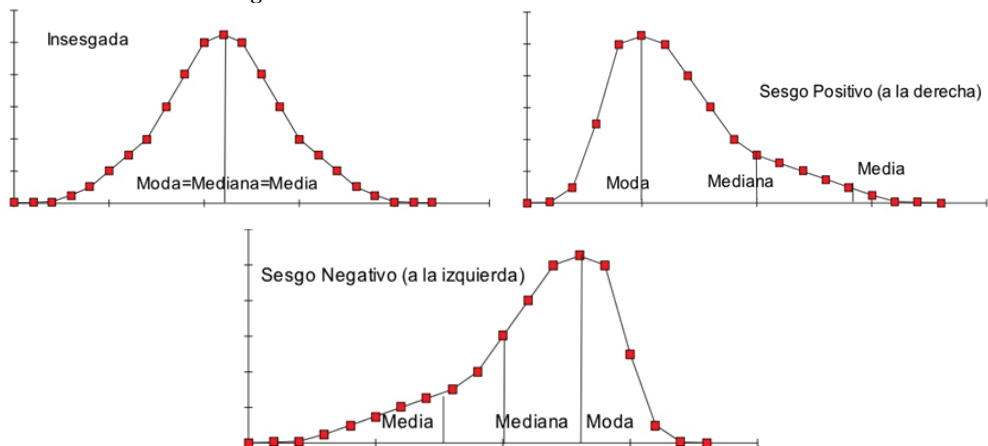 Insesgada
Moda=Mediana=Media
Sesgo Positivo (a la derecha)
Moda
Mediana
Media
Sesgo Negativo (a la izquierda)
Media
Mediana
Moda